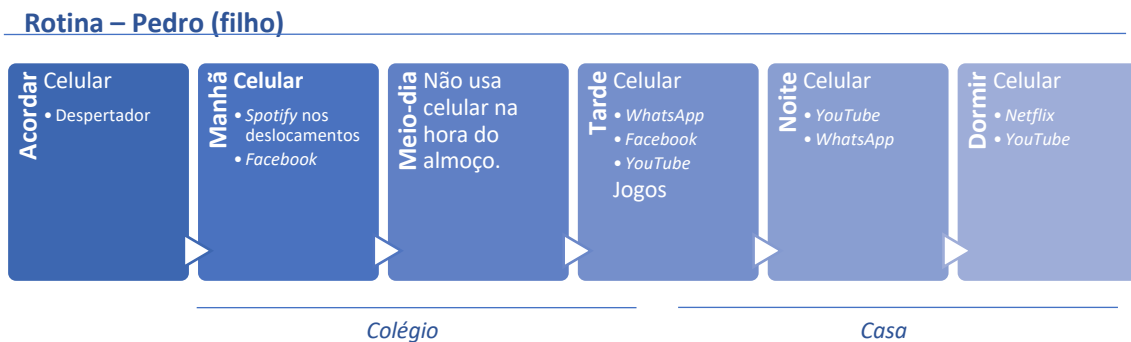 Rotina – Pedro (filho)
Acordar
Celular
• Despertador
Manhã
Celular
• Spotify nos
deslocamentos
• Facebook
Meio-dia
Não usa
celular na
hora do
almoço.
Tarde
Celular
• WhatsApp
• Facebook
• YouTube
Jogos
Noite
Celular
• YouTube
• WhatsApp
Dormir
Celular
• Netflix
• YouTube
Colégio
Casa